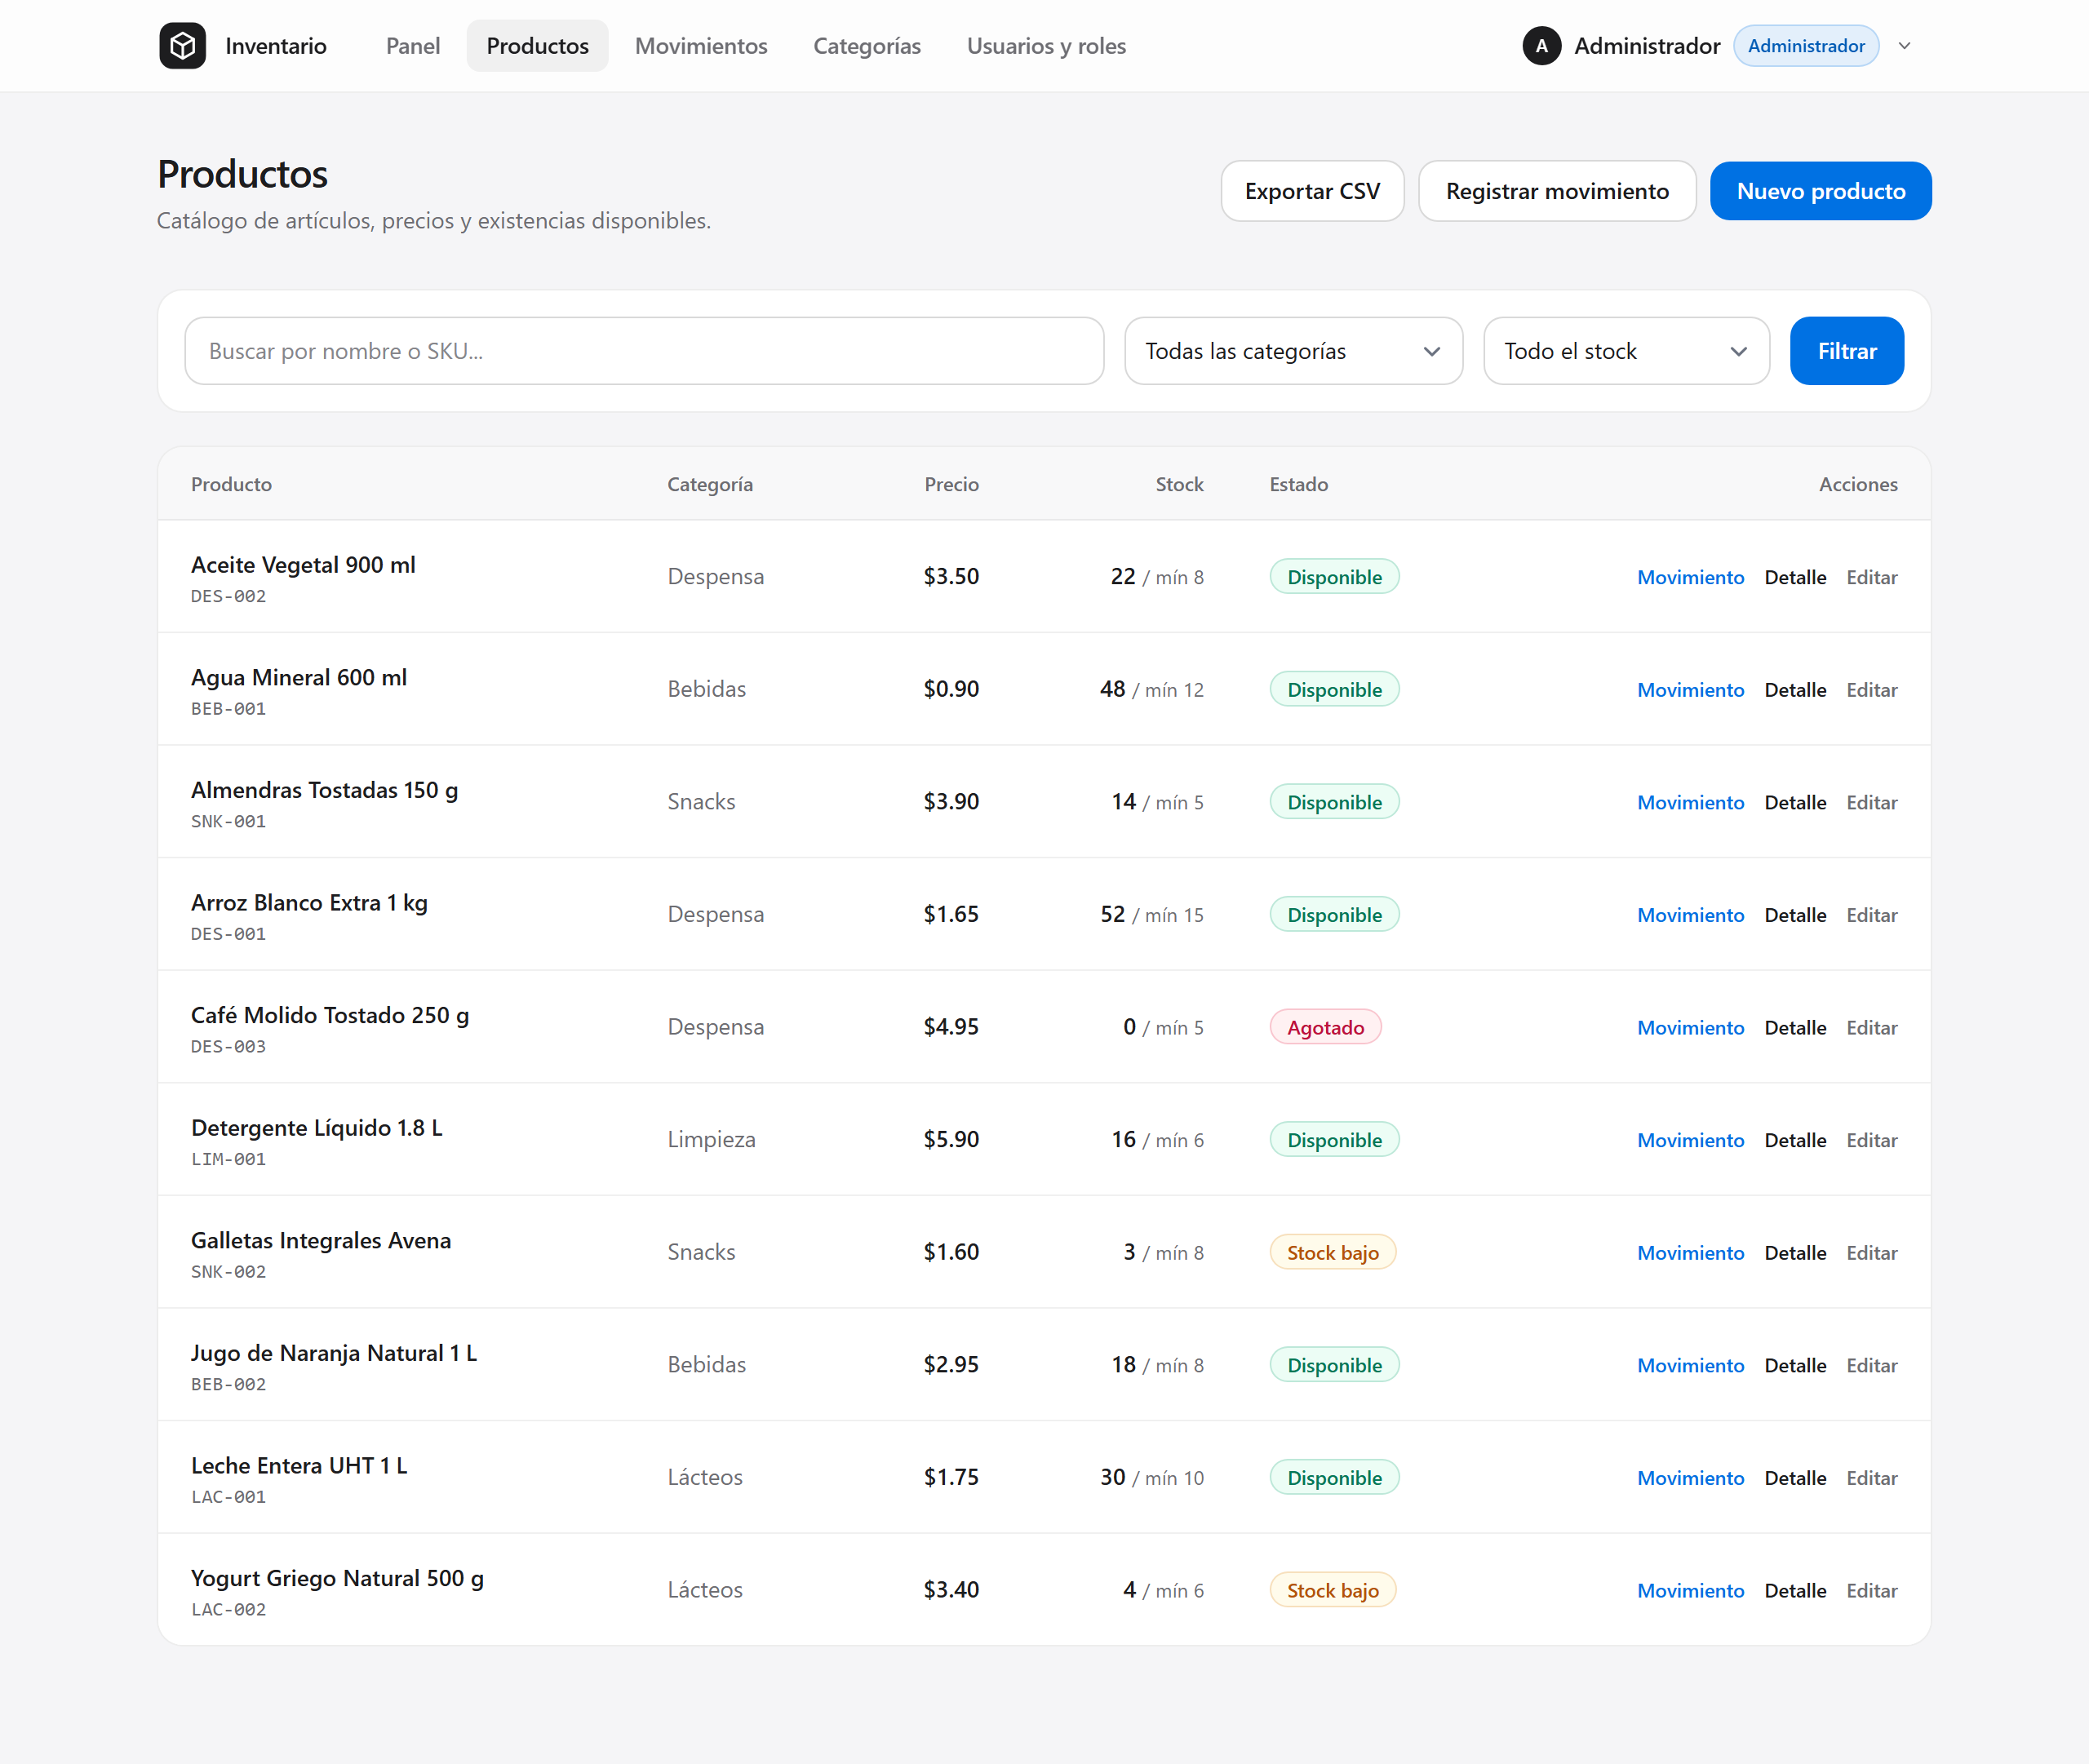 Inventario Panel Productos Movimientos Categorías Usuarios y roles A Administrador Administrador
Productos
Catálogo de artículos, precios y existencias disponibles.
Exportar CSV Registrar movimiento Nuevo producto
Buscar por nombre o SKU... Todas las categorías Todo el stock Filtrar
Producto Categoría Precio Stock Estado Acciones
Aceite Vegetal 900 ml
DES-002
Despensa $3.50 22 / mín 8 Disponible Movimiento Detalle Editar
Agua Mineral 600 ml
BEB-001
Bebidas $0.90 48 / mín 12 Disponible Movimiento Detalle Editar
Almendras Tostadas 150 g
SNK-001
Snacks $3.90 14 / mín 5 Disponible Movimiento Detalle Editar
Arroz Blanco Extra 1 kg
DES-001
Despensa $1.65 52 / mín 15 Disponible Movimiento Detalle Editar
Café Molido Tostado 250 g
DES-003
Despensa $4.95 0 / mín 5 Agotado Movimiento Detalle Editar
Detergente Líquido 1.8 L
LIM-001
Limpieza $5.90 16 / mín 6 Disponible Movimiento Detalle Editar
Galletas Integrales Avena
SNK-002
Snacks $1.60 3 / mín 8 Stock bajo Movimiento Detalle Editar
Jugo de Naranja Natural 1 L
BEB-002
Bebidas $2.95 18 / mín 8 Disponible Movimiento Detalle Editar
Leche Entera UHT 1 L
LAC-001
Lácteos $1.75 30 / mín 10 Disponible Movimiento Detalle Editar
Yogurt Griego Natural 500 g
LAC-002
Lácteos $3.40 4 / mín 6 Stock bajo Movimiento Detalle Editar